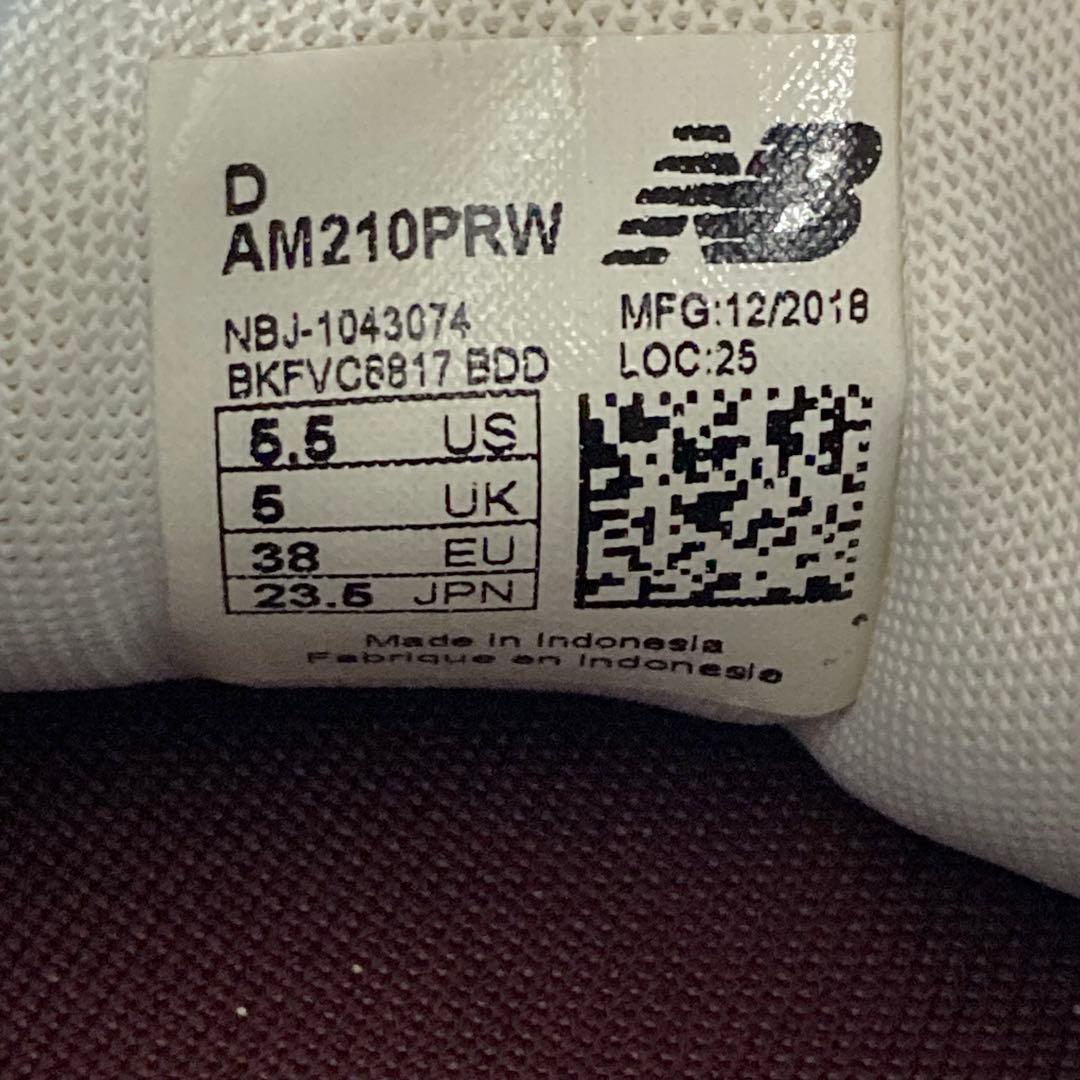 D
AM210PRW
NB
NBJ-1043074
BKFVC6817 BDD
MFG:12/2018
LOC:25
5.5 US
5 UK
38 EU
23.5 JPN
Made in Indonesia
Fabrique en Indonesie